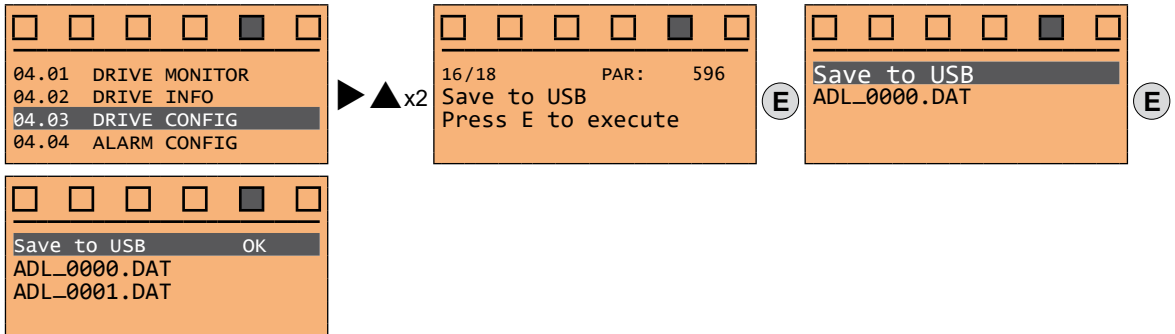 04.01 DRIVE MONITOR
04.02 DRIVE INFO
04.03 DRIVE CONFIG
04.04 ALARM CONFIG
x2
16/18 PAR: 596
Save to USB
Press E to execute
E
Save to USB
ADL_0000.DAT
E
Save to USB OK
ADL_0000.DAT
ADL_0001.DAT